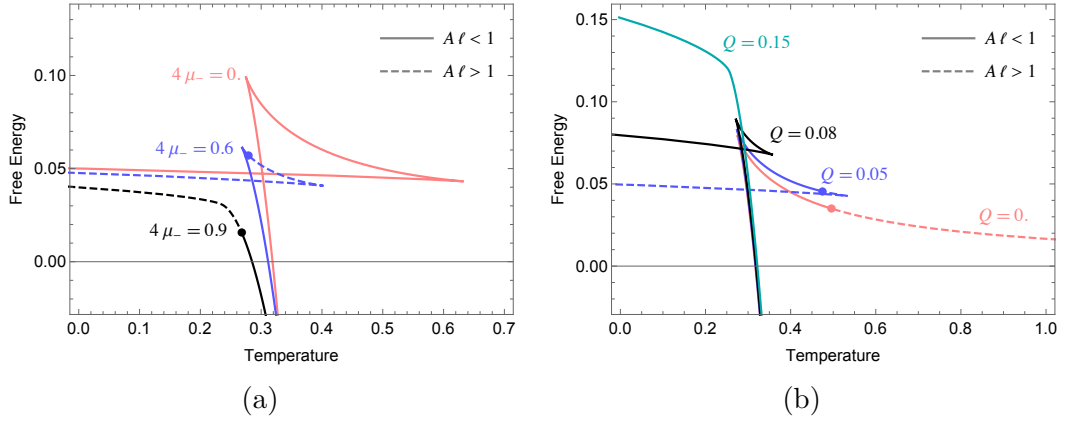 A ℓ < 1
A ℓ > 1
4 μ₋ = 0.
4 μ₋ = 0.6
4 μ₋ = 0.9
0.10
0.05
0.00
Free Energy
0.0 0.1 0.2 0.3 0.4 0.5 0.6 0.7
Temperature
(a)
A ℓ < 1
A ℓ > 1
Q = 0.15
Q = 0.08
Q = 0.05
Q = 0.
0.15
0.10
0.05
0.00
Free Energy
0.0 0.2 0.4 0.6 0.8 1.0
Temperature
(b)